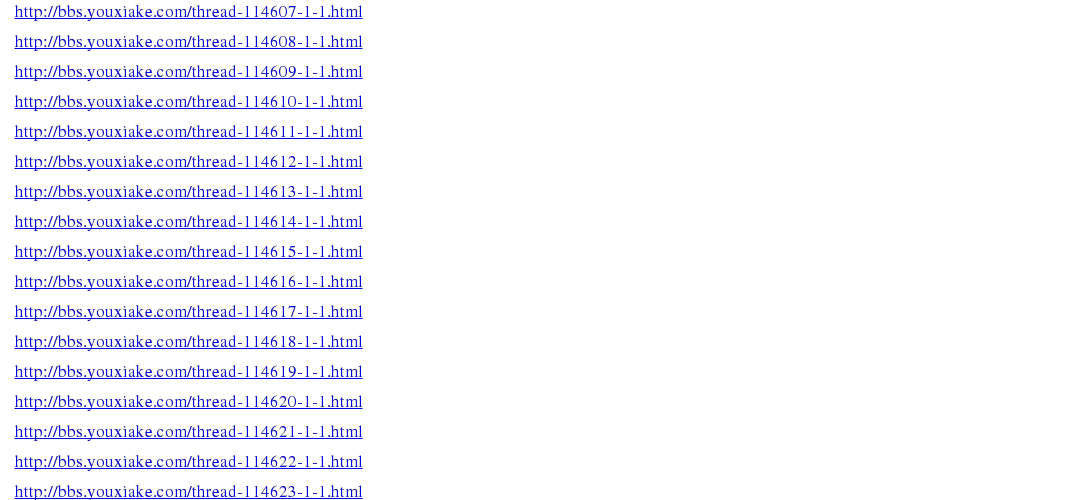 http://bbs.youxiake.com/thread-114607-1-1.html
http://bbs.youxiake.com/thread-114608-1-1.html
http://bbs.youxiake.com/thread-114609-1-1.html
http://bbs.youxiake.com/thread-114610-1-1.html
http://bbs.youxiake.com/thread-114611-1-1.html
http://bbs.youxiake.com/thread-114612-1-1.html
http://bbs.youxiake.com/thread-114613-1-1.html
http://bbs.youxiake.com/thread-114614-1-1.html
http://bbs.youxiake.com/thread-114615-1-1.html
http://bbs.youxiake.com/thread-114616-1-1.html
http://bbs.youxiake.com/thread-114617-1-1.html
http://bbs.youxiake.com/thread-114618-1-1.html
http://bbs.youxiake.com/thread-114619-1-1.html
http://bbs.youxiake.com/thread-114620-1-1.html
http://bbs.youxiake.com/thread-114621-1-1.html
http://bbs.youxiake.com/thread-114622-1-1.html
http://bbs.youxiake.com/thread-114623-1-1.html